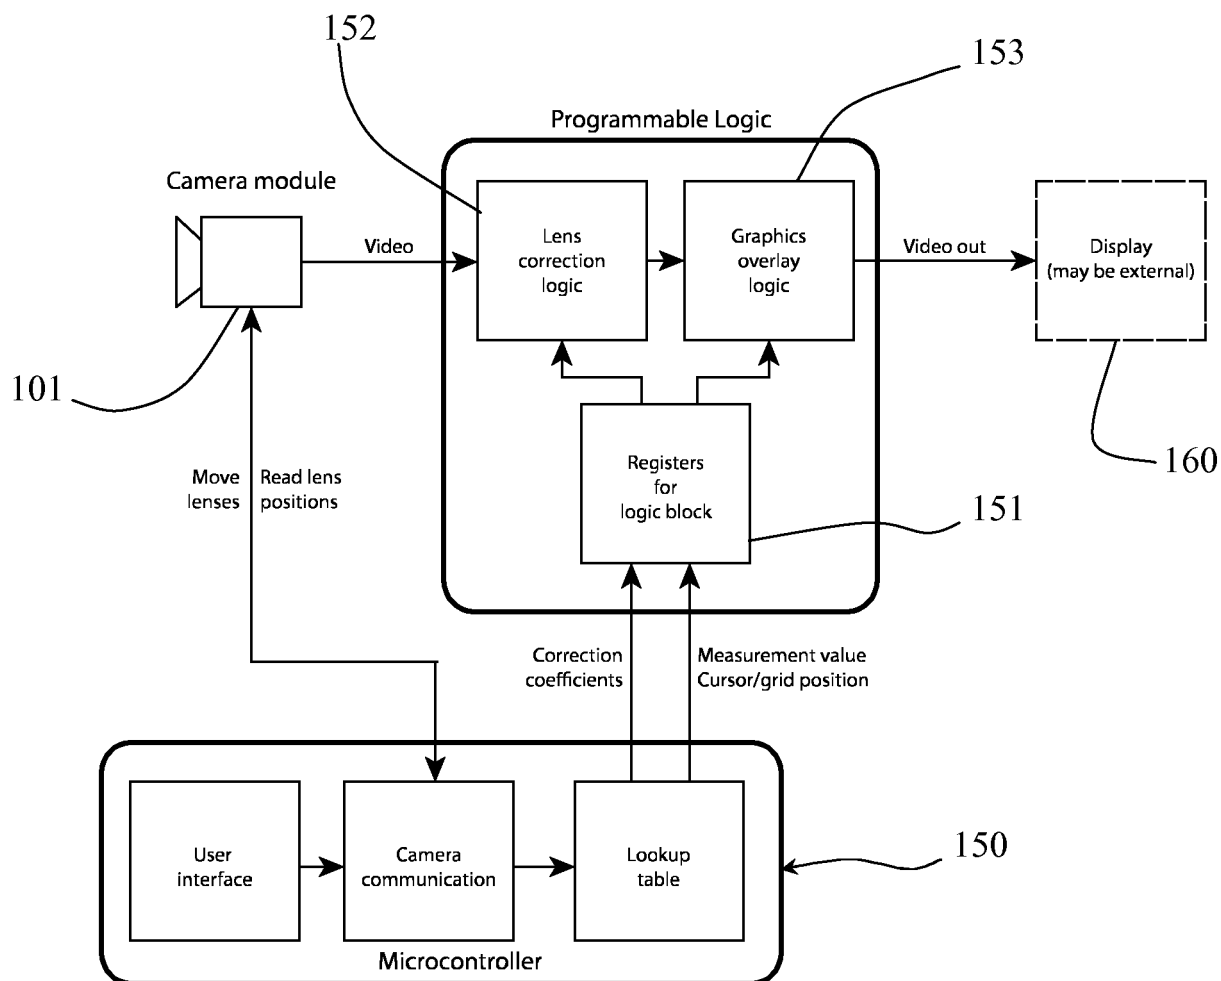 152
153
Programmable Logic
Camera module
Video
Lens
correction
logic
Graphics
overlay
logic
Video out
Display
(may be external)
101
160
Move
lenses
Read lens
positions
Registers
for
logic block
151
Correction
coefficients
Measurement value
Cursor/grid position
User
interface
Camera
communication
Lookup
table
150
Microcontroller